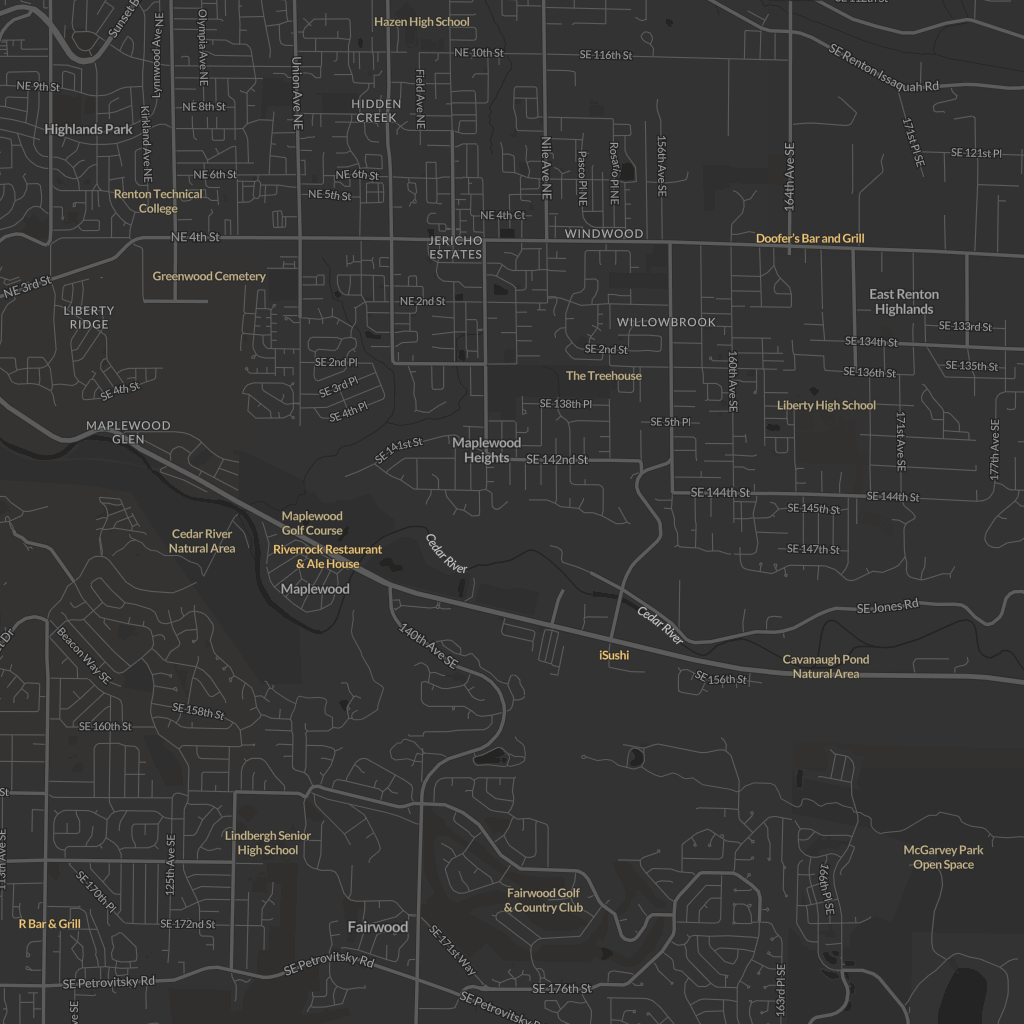 SE 112th St
Sunset B
Lynnwood Ave NE
Olympia Ave NE
Hazen High School
NE 10th St
SE 116th St
SE Renton Issaquah Rd
NE 9th St
Union Ave NE
Field Ave NE
NE 8th St
HIDDEN
CREEK
Highlands Park
Kirkland Ave NE
171st Pl SE
SE 121st Pl
Nile Ave NE
Pasco Pl NE
Rosario Pl NE
156th Ave SE
164th Ave SE
NE 6th St
NE 6th St
NE 5th St
Renton Technical
College
NE 4th Ct
NE 4th St
JERICHO
ESTATES
WINDWOOD
Doofer's Bar and Grill
NE 3rd St
Greenwood Cemetery
LIBERTY
RIDGE
NE 2nd St
WILLOWBROOK
East Renton
Highlands
SE 133rd St
SE 134th St
SE 2nd St
SE 2nd Pl
SE 3rd Pl
SE 4th St
SE 4th Pl
The Treehouse
160th Ave SE
SE 136th St
SE 135th St
SE 138th Pl
Liberty High School
SE 5th Pl
171st Ave SE
177th Ave SE
MAPLEWOOD
GLEN
SE 141st St
Maplewood
Heights
SE 142nd St
SE 144th St
SE 144th St
SE 145th St
SE 147th St
Maplewood
Golf Course
Cedar River
Natural Area
Riverrock Restaurant
& Ale House
Cedar River
Maplewood
SE Jones Rd
Cedar River
140th Ave SE
Beacon Way SE
t Dr
iSushi
Cavanaugh Pond
Natural Area
SE 156th St
SE 158th St
SE 160th St
St
Lindbergh Senior
High School
113th Ave SE
125th Ave SE
SE 170th Pl
McGarvey Park
Open Space
166th Pl SE
Fairwood Golf
& Country Club
R Bar & Grill
SE 172nd St
Fairwood
SE 171st Way
SE Petrovitsky Rd
SE Petrovitsky Rd
SE 176th St
SE Petrovitsky Rd
163rd Pl SE
ve SE